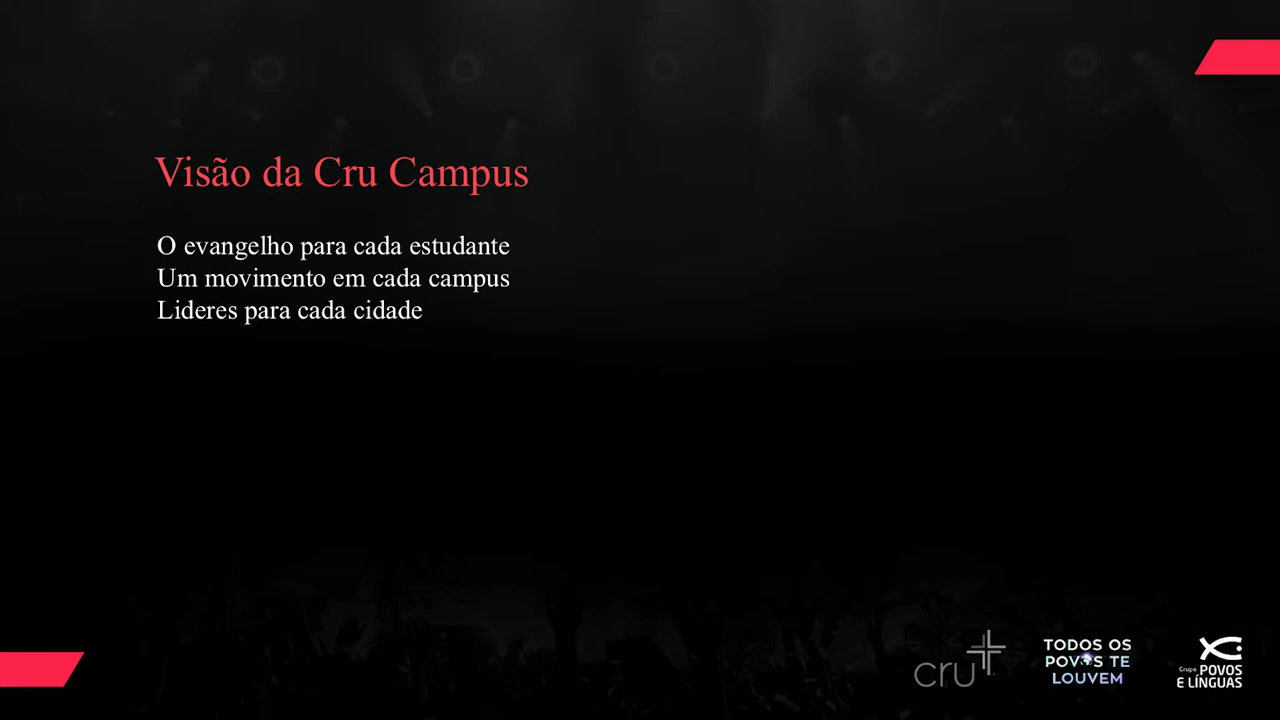 Visão da Cru Campus
O evangelho para cada estudante
Um movimento em cada campus
Lideres para cada cidade
cru
TODOS OS
POVOS TE
LOUVEM
Grupo POVOS
E LÍNGUAS